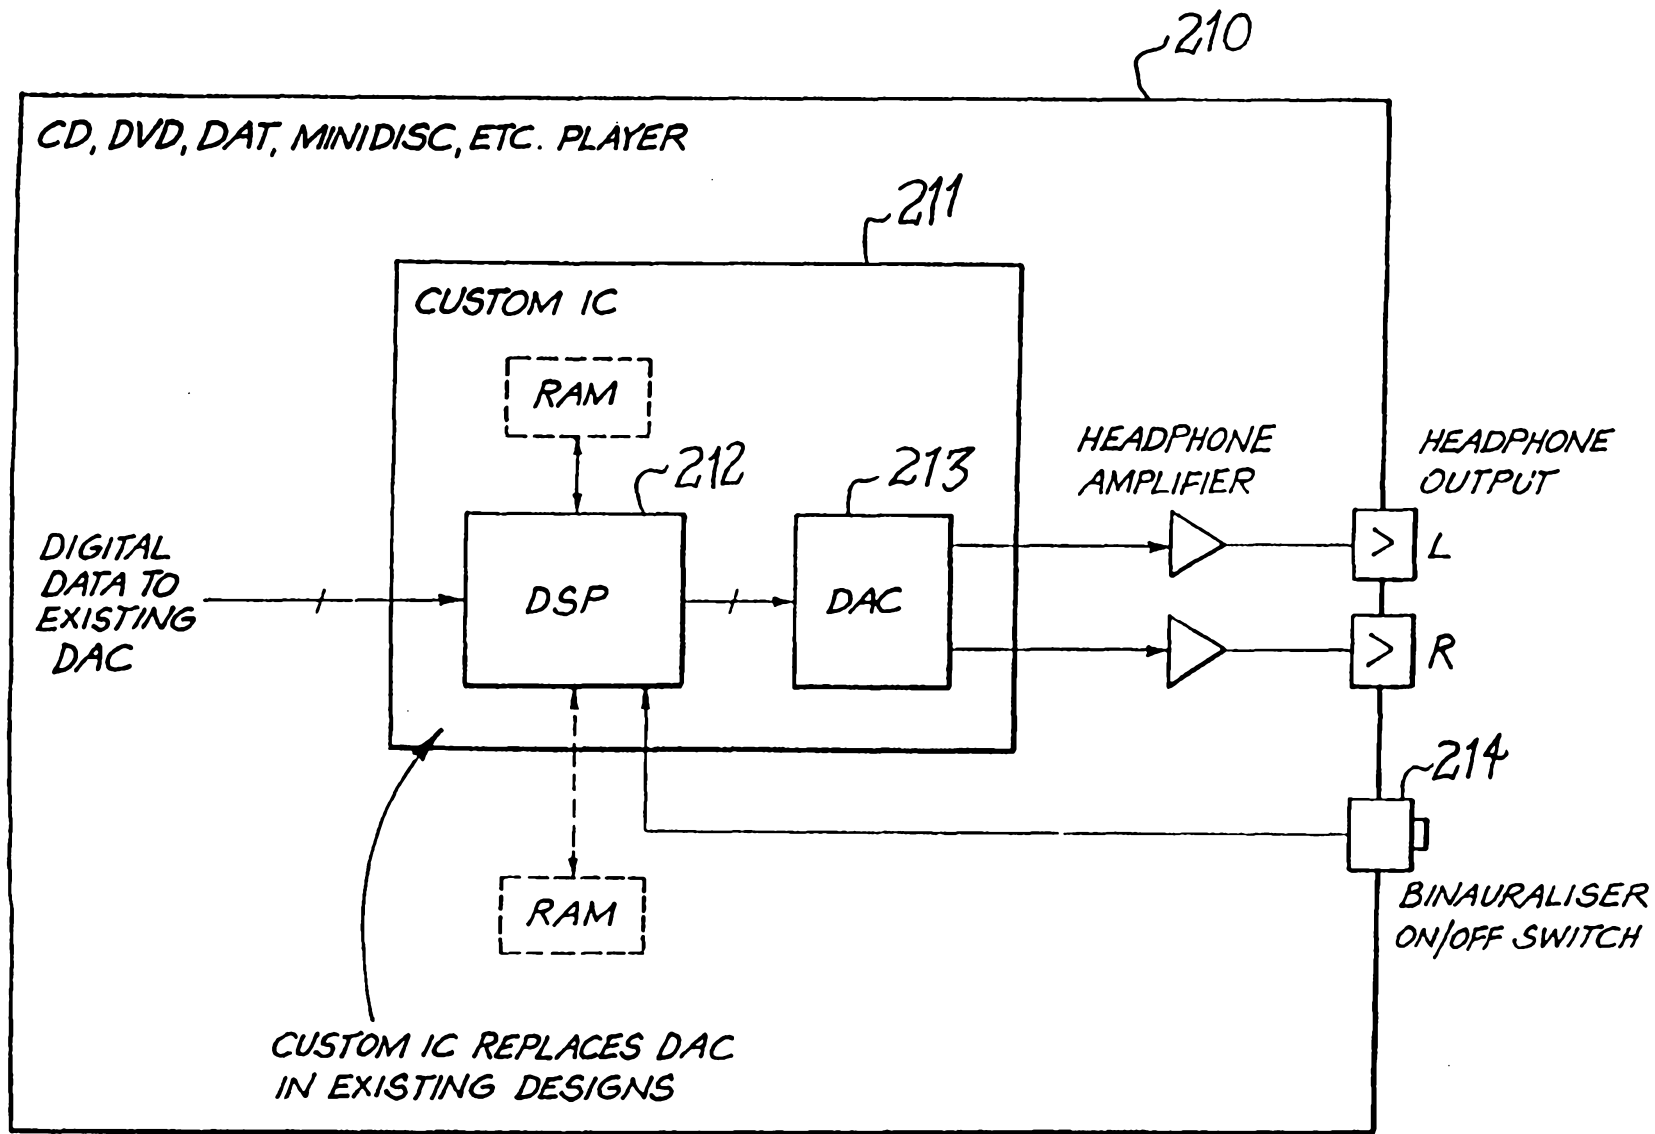 210
CD, DVD, DAT, MINIDISC, ETC. PLAYER
211
CUSTOM IC
RAM
212
213
HEADPHONE
AMPLIFIER
HEADPHONE
OUTPUT
DIGITAL
DATA TO
EXISTING
DAC
DSP
DAC
> L
> R
214
RAM
BINAURALISER
ON/OFF SWITCH
CUSTOM IC REPLACES DAC
IN EXISTING DESIGNS